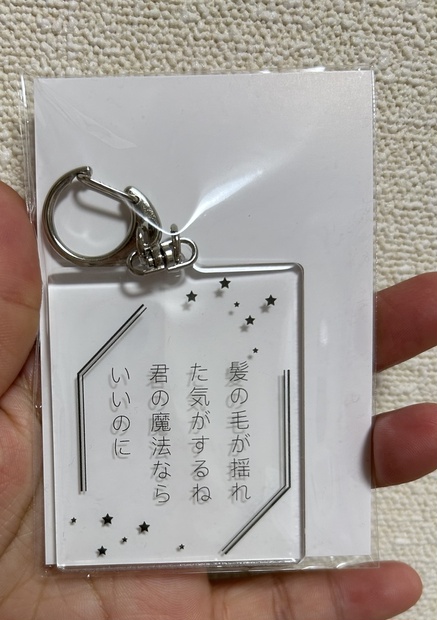 髪の毛が揺れ
た気がするね
君の魔法なら
いいのに